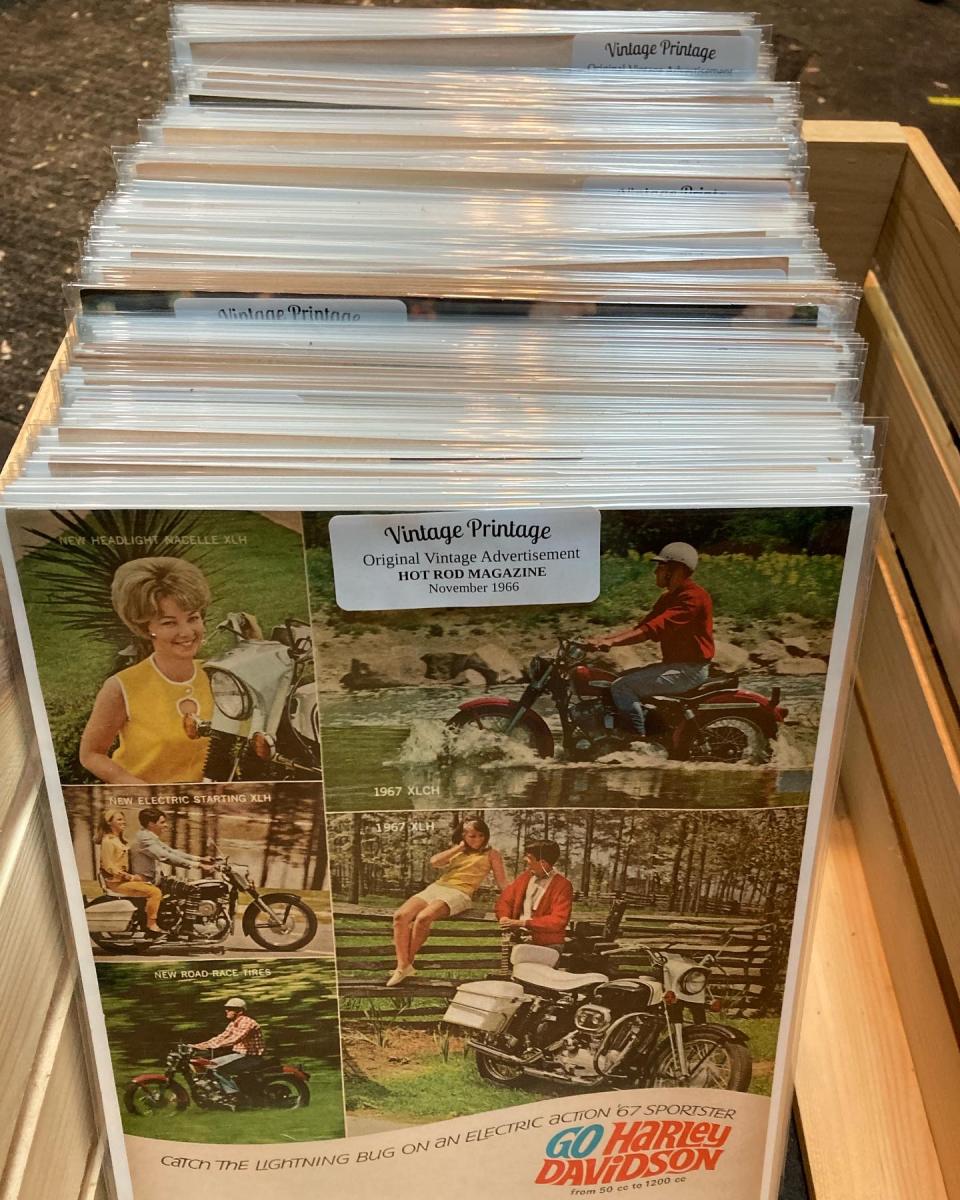 Vintage Printage
Original Vintage Advertisement
Vintage Printage
Vintage Printage
Vintage Printage
Original Vintage Advertisement
HOT ROD MAGAZINE
November 1966
NEW HEADLIGHT NACELLE XLH
1967 XLCH
NEW ELECTRIC STARTING XLH
1967 XLH
NEW ROAD-RACE TIRES
CATCH THE LIGHTNING BUG ON AN ELECTRIC ACTION '67 SPORTSTER
GO HARLEY
DAVIDSON
from 50 cc to 1200 cc